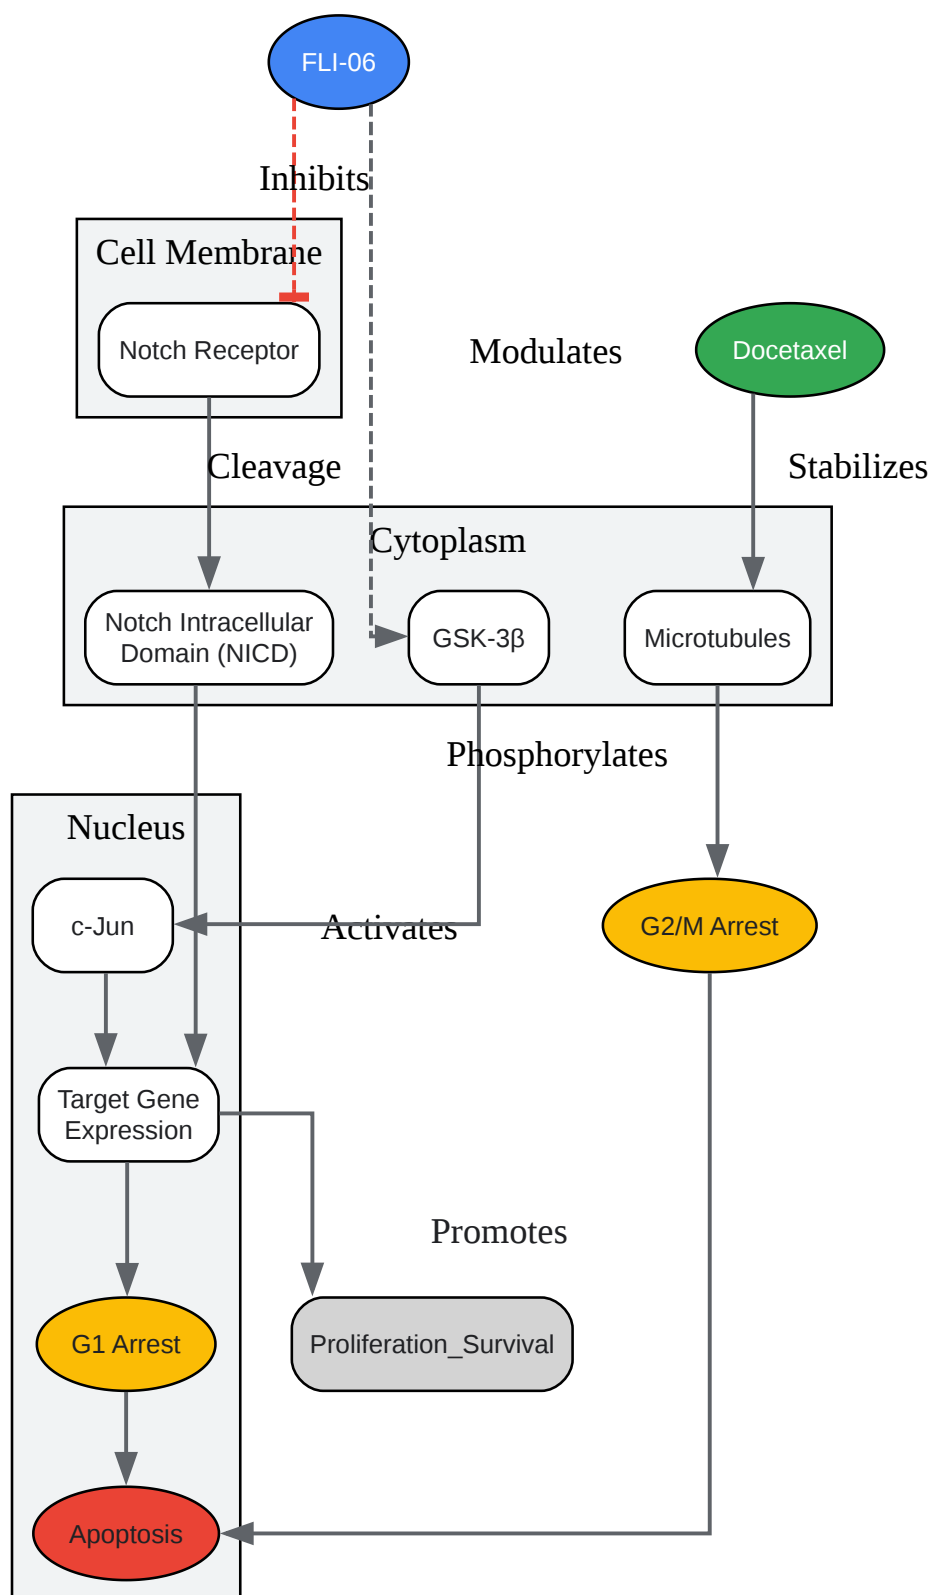 FLI-06
Inhibits
Cell Membrane
Notch Receptor
Modulates
Docetaxel
Cleavage
Stabilizes
Cytoplasm
Notch Intracellular
Domain (NICD)
GSK-3β
Microtubules
Phosphorylates
Nucleus
c-Jun
Activates
G2/M Arrest
Target Gene
Expression
Promotes
G1 Arrest
Proliferation_Survival
Apoptosis